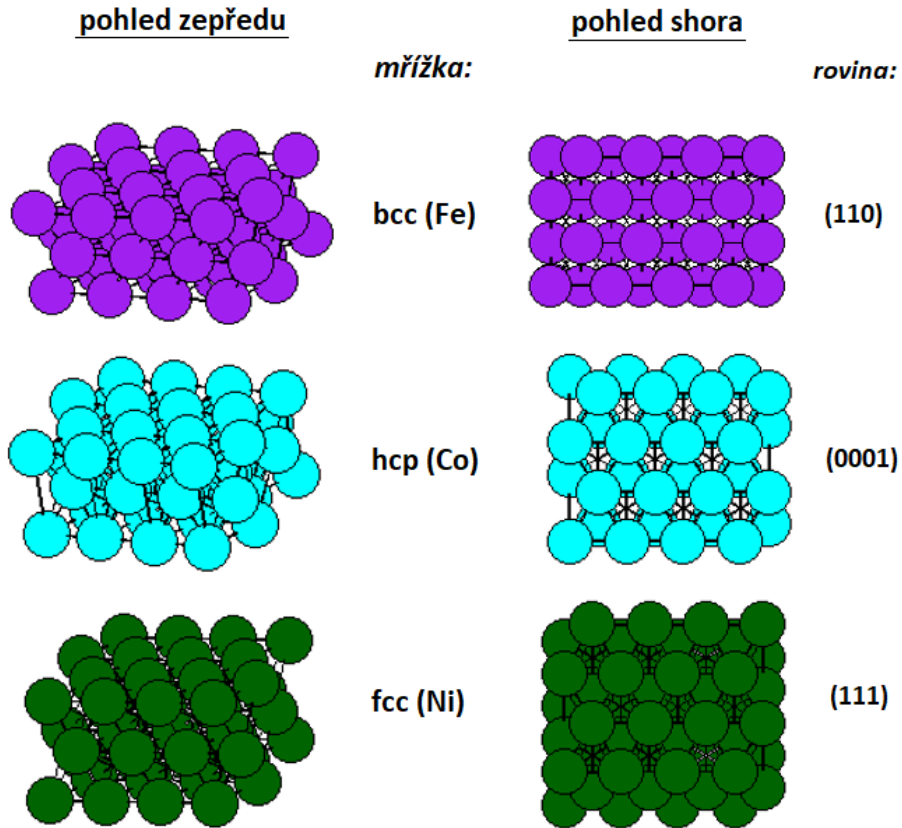 pohled zepředu
pohled shora
mřížka:
rovina:
bcc (Fe)
(110)
hcp (Co)
(0001)
fcc (Ni)
(111)